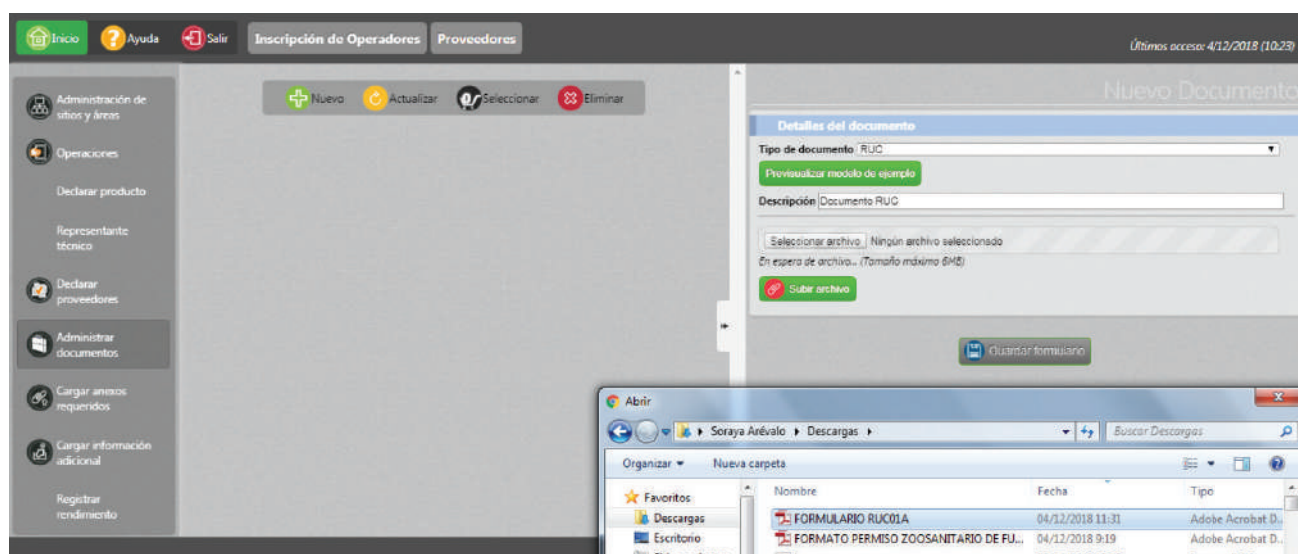 Inicio
Ayuda
Salir
Inscripción de Operadores
Proveedores
Últimos acceso: 4/12/2018 (10:23)
Administración de
sitios y áreas
Operaciones
Declarar producto
Representante
técnico
Declarar
proveedores
Administrar
documentos
Cargar anexos
requeridos
Cargar información
adicional
Registrar
rendimiento
Nuevo
Actualizar
Seleccionar
Eliminar
Nuevo Documento
Detalles del documento
Tipo de documento RUC
Previsualizar modelo de ejemplo
Descripción Documento RUC
Seleccionar archivo Ningún archivo seleccionado
En espera de archivo... (Tamaño máximo 6MB)
Subir archivo
Guardar formulario
Abrir
Soraya Arévalo Descargas
Buscar Descargas
Organizar Nueva carpeta
Favoritos
Descargas
Escritorio
Nombre Fecha Tipo
FORMULARIO RUC01A 04/12/2018 11:31 Adobe Acrobat D...
FORMATO PERMISO ZOOSANITARIO DE FU... 04/12/2018 9:19 Adobe Acrobat D...